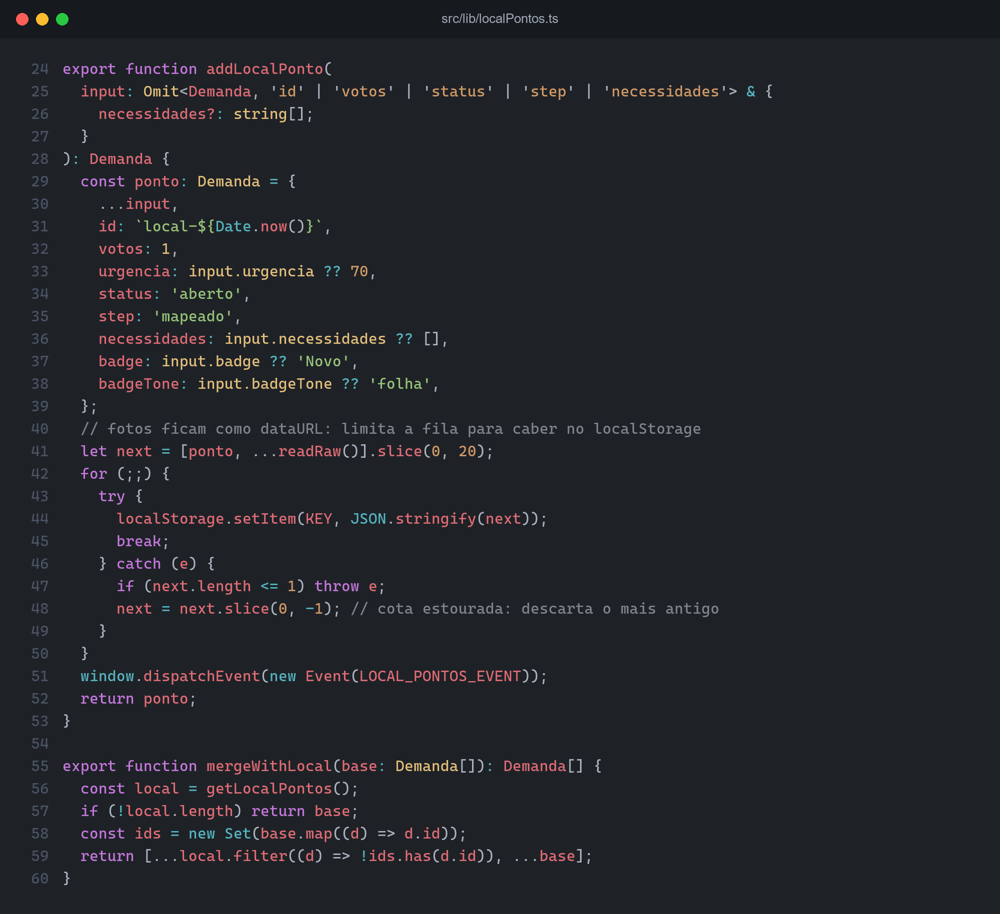 src/lib/localPontos.ts
24 export function addLocalPonto(
25   input: Omit<Demanda, 'id' | 'votos' | 'status' | 'step' | 'necessidades'> & {
26     necessidades?: string[];
27   }
28 ): Demanda {
29   const ponto: Demanda = {
30     ...input,
31     id: `local-${Date.now()}`,
32     votos: 1,
33     urgencia: input.urgencia ?? 70,
34     status: 'aberto',
35     step: 'mapeado',
36     necessidades: input.necessidades ?? [],
37     badge: input.badge ?? 'Novo',
38     badgeTone: input.badgeTone ?? 'folha',
39   };
40   // fotos ficam como dataURL: limita a fila para caber no localStorage
41   let next = [ponto, ...readRaw()].slice(0, 20);
42   for (;;) {
43     try {
44       localStorage.setItem(KEY, JSON.stringify(next));
45       break;
46     } catch (e) {
47       if (next.length <= 1) throw e;
48       next = next.slice(0, -1); // cota estourada: descarta o mais antigo
49     }
50   }
51   window.dispatchEvent(new Event(LOCAL_PONTOS_EVENT));
52   return ponto;
53 }
54
55 export function mergeWithLocal(base: Demanda[]): Demanda[] {
56   const local = getLocalPontos();
57   if (!local.length) return base;
58   const ids = new Set(base.map((d) => d.id));
59   return [...local.filter((d) => !ids.has(d.id)), ...base];
60 }